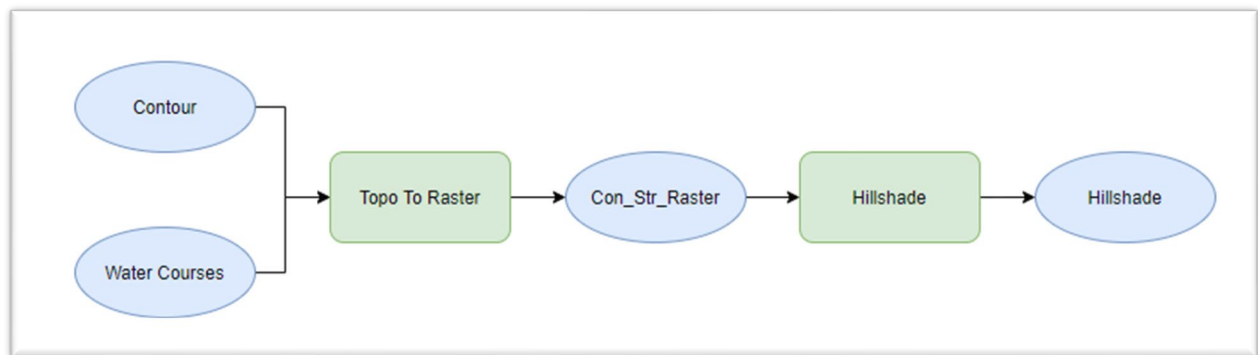 Contour
Water Courses
Topo To Raster
Con_Str_Raster
Hillshade
Hillshade